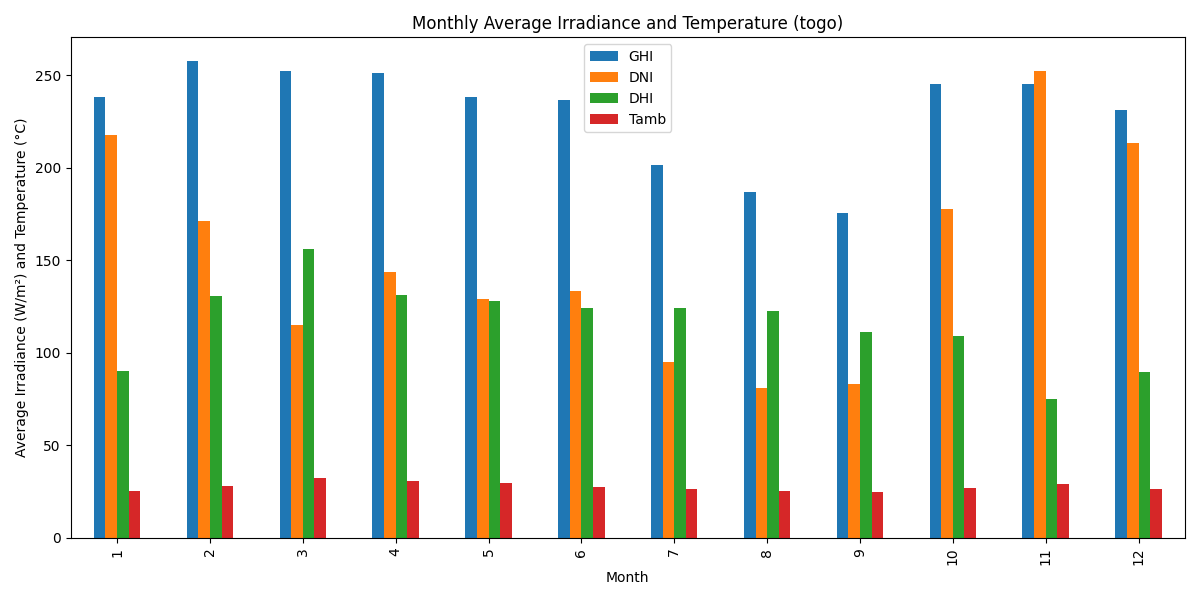 Monthly Average Irradiance and Temperature (togo)
GHI
DNI
DHI
Tamb
Average Irradiance (W/m²) and Temperature (°C)
250
200
150
100
50
0
1 2 3 4 5 6 7 8 9 10 11 12
Month